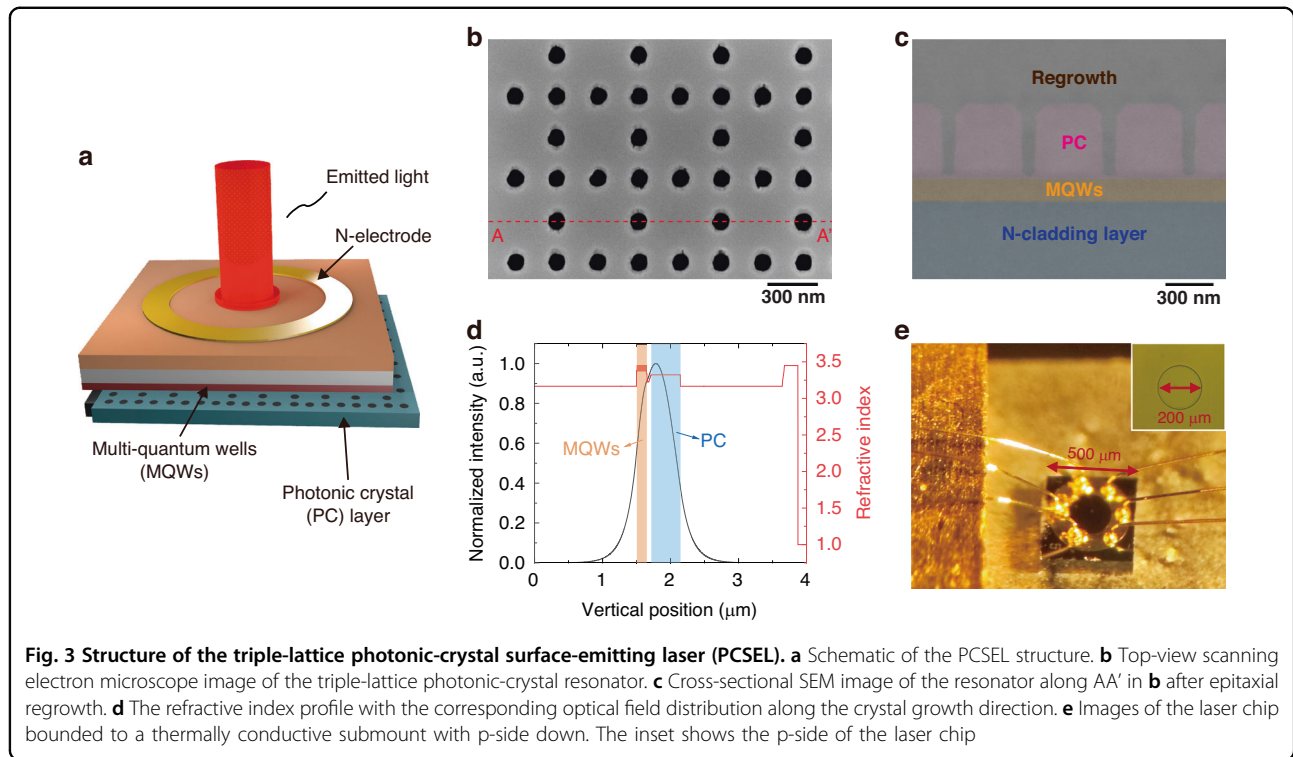 a
Emitted light
N-electrode
Multi-quantum wells
(MQWs)
Photonic crystal
(PC) layer
b
A
A'
300 nm
c
Regrowth
PC
MQWs
N-cladding layer
300 nm
d
Normalized intensity (a.u.)
1.0
0.8
0.6
0.4
0.2
0.0
MQWs
PC
3.5
3.0
2.5
2.0
1.5
1.0
Refractive index
0
1
2
3
4
Vertical position (μm)
e
200 μm
500 μm
Fig. 3 Structure of the triple-lattice photonic-crystal surface-emitting laser (PCSEL). a Schematic of the PCSEL structure. b Top-view scanning
electron microscope image of the triple-lattice photonic-crystal resonator. c Cross-sectional SEM image of the resonator along AA' in b after epitaxial
regrowth. d The refractive index profile with the corresponding optical field distribution along the crystal growth direction. e Images of the laser chip
bounded to a thermally conductive submount with p-side down. The inset shows the p-side of the laser chip